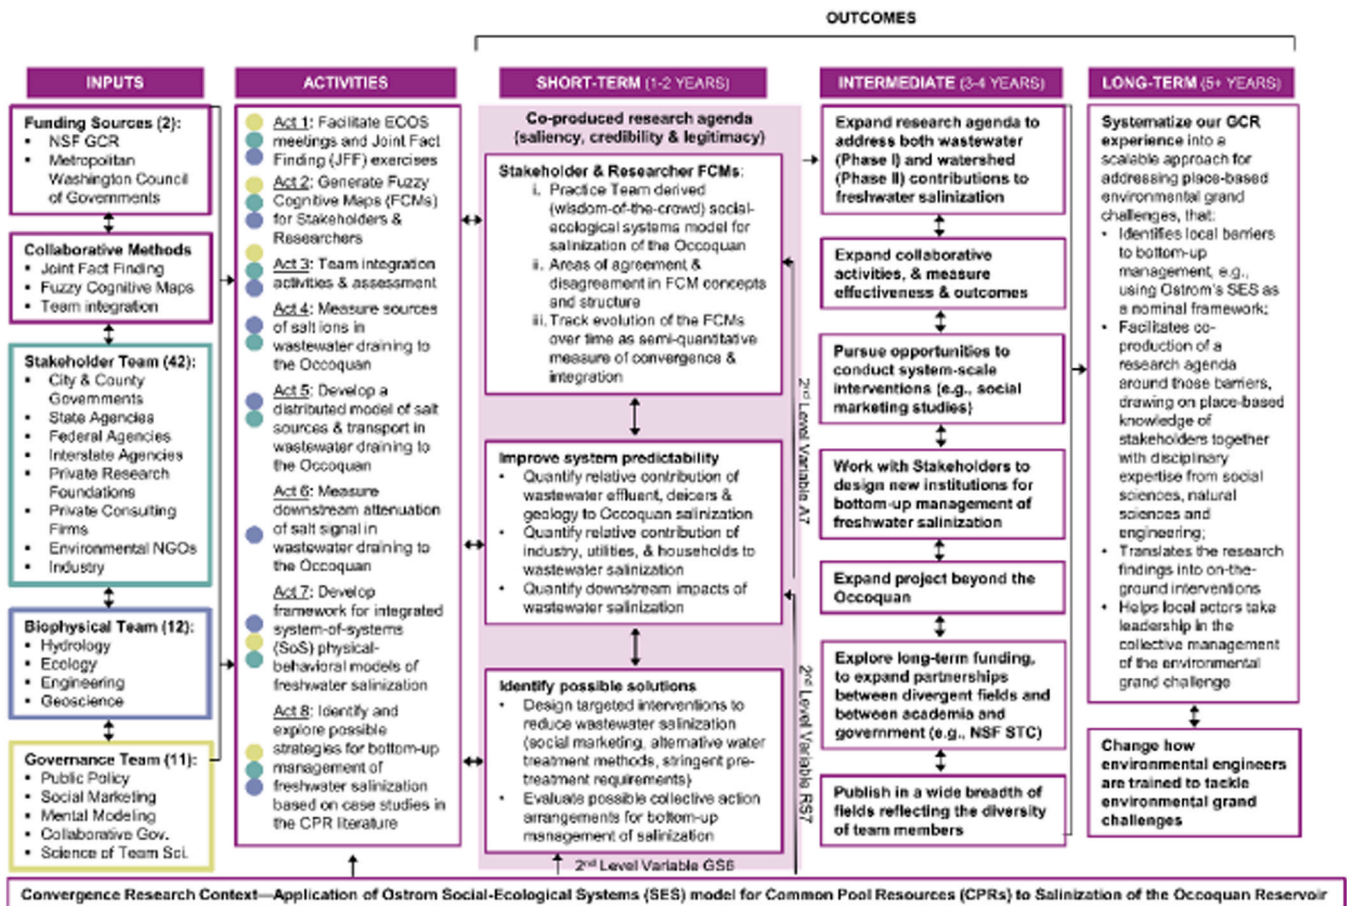 OUTCOMES
INPUTS
Funding Sources (2):
• NSF GCR
• Metropolitan
Washington Council
of Governments
Collaborative Methods
• Joint Fact Finding
• Fuzzy Cognitive Maps
• Team integration
Stakeholder Team (42):
• City & County
Governments
• State Agencies
• Federal Agencies
• Interstate Agencies
• Private Research
Foundations
• Private Consulting
Firms
• Environmental NGOs
• Industry
Biophysical Team (12):
• Hydrology
• Ecology
• Engineering
• Geoscience
Governance Team (11):
• Public Policy
• Social Marketing
• Mental Modeling
• Collaborative Gov.
• Science of Team Sci.
ACTIVITIES
Act 1: Facilitate ECOS
meetings and Joint Fact
Finding (JFF) exercises
Act 2: Generate Fuzzy
Cognitive Maps (FCMs)
for Stakeholders &
Researchers
Act 3: Team integration
activities & assessment
Act 4: Measure sources
of salt ions in
wastewater draining to
the Occoquan
Act 5: Develop a
distributed model of salt
sources & transport in
wastewater draining to
the Occoquan
Act 6: Measure
downstream attenuation
of salt signal in
wastewater draining to
the Occoquan
Act 7: Develop
framework for integrated
system-of-systems
(SoS) physical-
behavioral models of
freshwater salinization
Act 8: Identify and
explore possible
strategies for bottom-up
management of
freshwater salinization
based on case studies in
the CPR literature
SHORT-TERM (1-2 YEARS)
Co-produced research agenda
(saliency, credibility & legitimacy)
Stakeholder & Researcher FCMs:
i. Practice Team derived
(wisdom-of-the-crowd) social-
ecological systems model for
salinization of the Occoquan
ii. Areas of agreement &
disagreement in FCM concepts
and structure
iii. Track evolution of the FCMs
over time as semi-quantitative
measure of convergence &
integration
Improve system predictability
• Quantify relative contribution of
wastewater effluent, deicers &
geology to Occoquan salinization
• Quantify relative contribution of
industry, utilities, & households to
wastewater salinization
• Quantify downstream impacts of
wastewater salinization
Identify possible solutions
• Design targeted interventions to
reduce wastewater salinization
(social marketing, alternative water
treatment methods, stringent pre-
treatment requirements)
• Evaluate possible collective action
arrangements for bottom-up
management of salinization
2nd Level Variable GS6
2nd Level Variable A7
2nd Level Variable RS7
INTERMEDIATE (3-4 YEARS)
Expand research agenda to
address both wastewater
(Phase I) and watershed
(Phase II) contributions to
freshwater salinization
Expand collaborative
activities, & measure
effectiveness & outcomes
Pursue opportunities to
conduct system-scale
interventions (e.g., social
marketing studies)
Work with Stakeholders to
design new institutions for
bottom-up management of
freshwater salinization
Expand project beyond the
Occoquan
Explore long-term funding,
to expand partnerships
between divergent fields and
between academia and
government (e.g., NSF STC)
Publish in a wide breadth of
fields reflecting the diversity
of team members
LONG-TERM (5+ YEARS)
Systematize our GCR
experience into a
scalable approach for
addressing place-based
environmental grand
challenges, that:
• Identifies local barriers
to bottom-up
management, e.g.,
using Ostrom's SES as
a nominal framework;
• Facilitates co-
production of a
research agenda
around those barriers,
drawing on place-based
knowledge of
stakeholders together
with disciplinary
expertise from social
sciences, natural
sciences and
engineering;
• Translates the research
findings into on-the-
ground interventions
• Helps local actors take
leadership in the
collective management
of the environmental
grand challenge
Change how
environmental engineers
are trained to tackle
environmental grand
challenges
Convergence Research Context—Application of Ostrom Social-Ecological Systems (SES) model for Common Pool Resources (CPRs) to Salinization of the Occoquan Reservoir